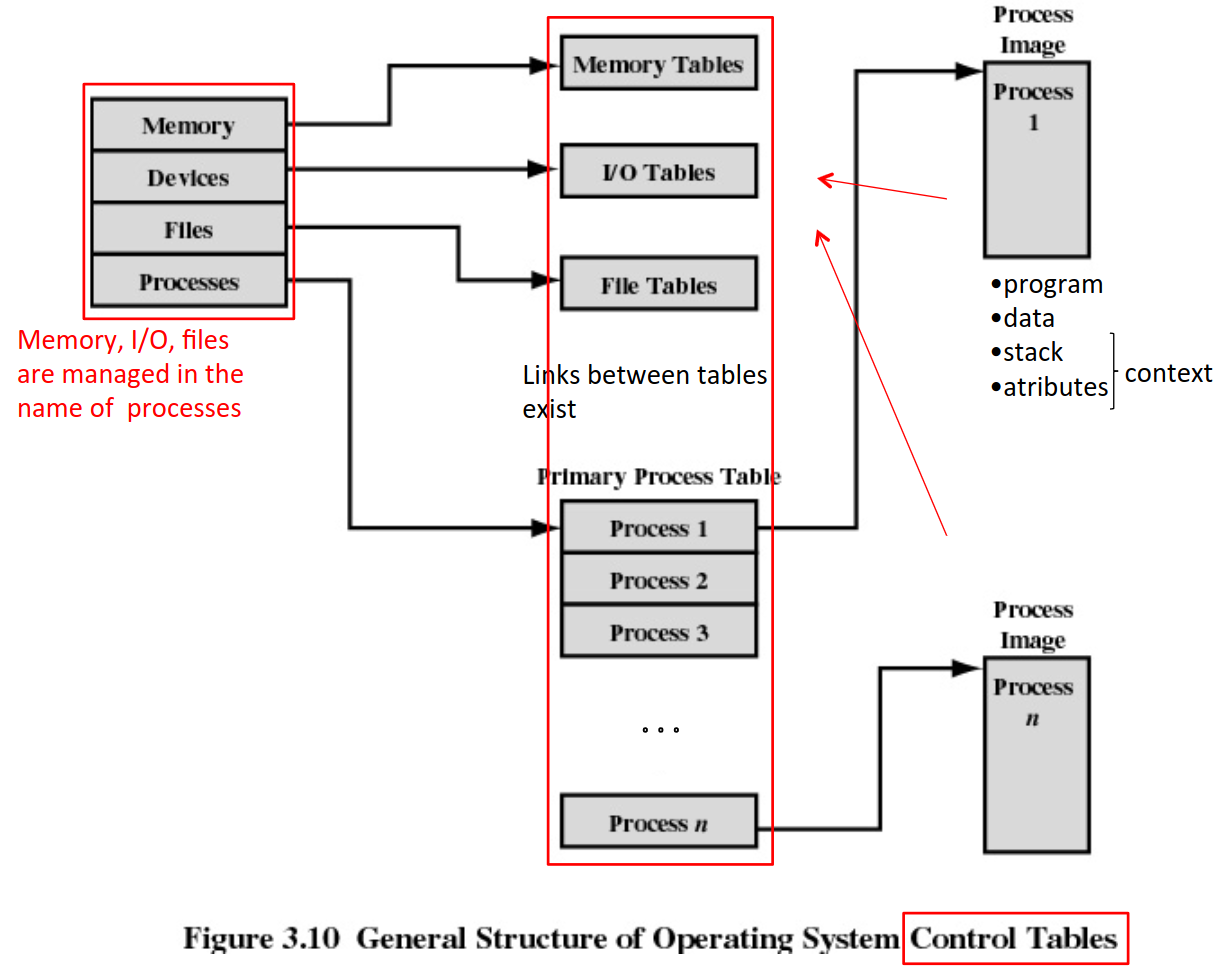 Memory
Devices
Files
Processes
Memory, I/O, files
are managed in the
name of processes
Memory Tables
I/O Tables
File Tables
Links between tables
exist
Primary Process Table
Process 1
Process 2
Process 3
∘ ∘ ∘
Process n
Process
Image
Process
1
•program
•data
•stack
•atributes
context
Process
Image
Process
n
Figure 3.10 General Structure of Operating System Control Tables